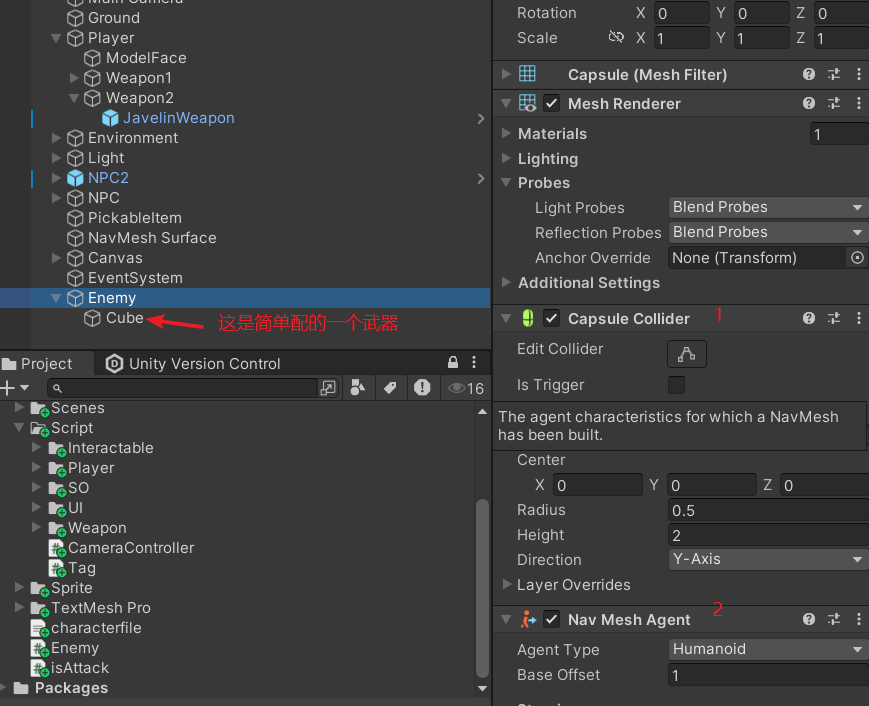 Main Camera
Ground
Player
ModelFace
Weapon1
Weapon2
JavelinWeapon
Environment
Light
NPC2
NPC
PickableItem
NavMesh Surface
Canvas
EventSystem
Enemy
Cube
这是简单配的一个武器
Project
Unity Version Control
16
Scenes
Script
Interactable
Player
SO
UI
Weapon
CameraController
Tag
Sprite
TextMesh Pro
characterfile
Enemy
isAttack
Packages
Rotation X 0 Y 0 Z 0
Scale X 1 Y 1 Z 1
Capsule (Mesh Filter)
Mesh Renderer
Materials 1
Lighting
Probes
Light Probes Blend Probes
Reflection Probes Blend Probes
Anchor Override None (Transform)
Additional Settings
Capsule Collider 1
Edit Collider
Is Trigger
The agent characteristics for which a NavMesh
has been built.
Center
X 0 Y 0 Z 0
Radius 0.5
Height 2
Direction Y-Axis
Layer Overrides
Nav Mesh Agent 2
Agent Type Humanoid
Base Offset 1